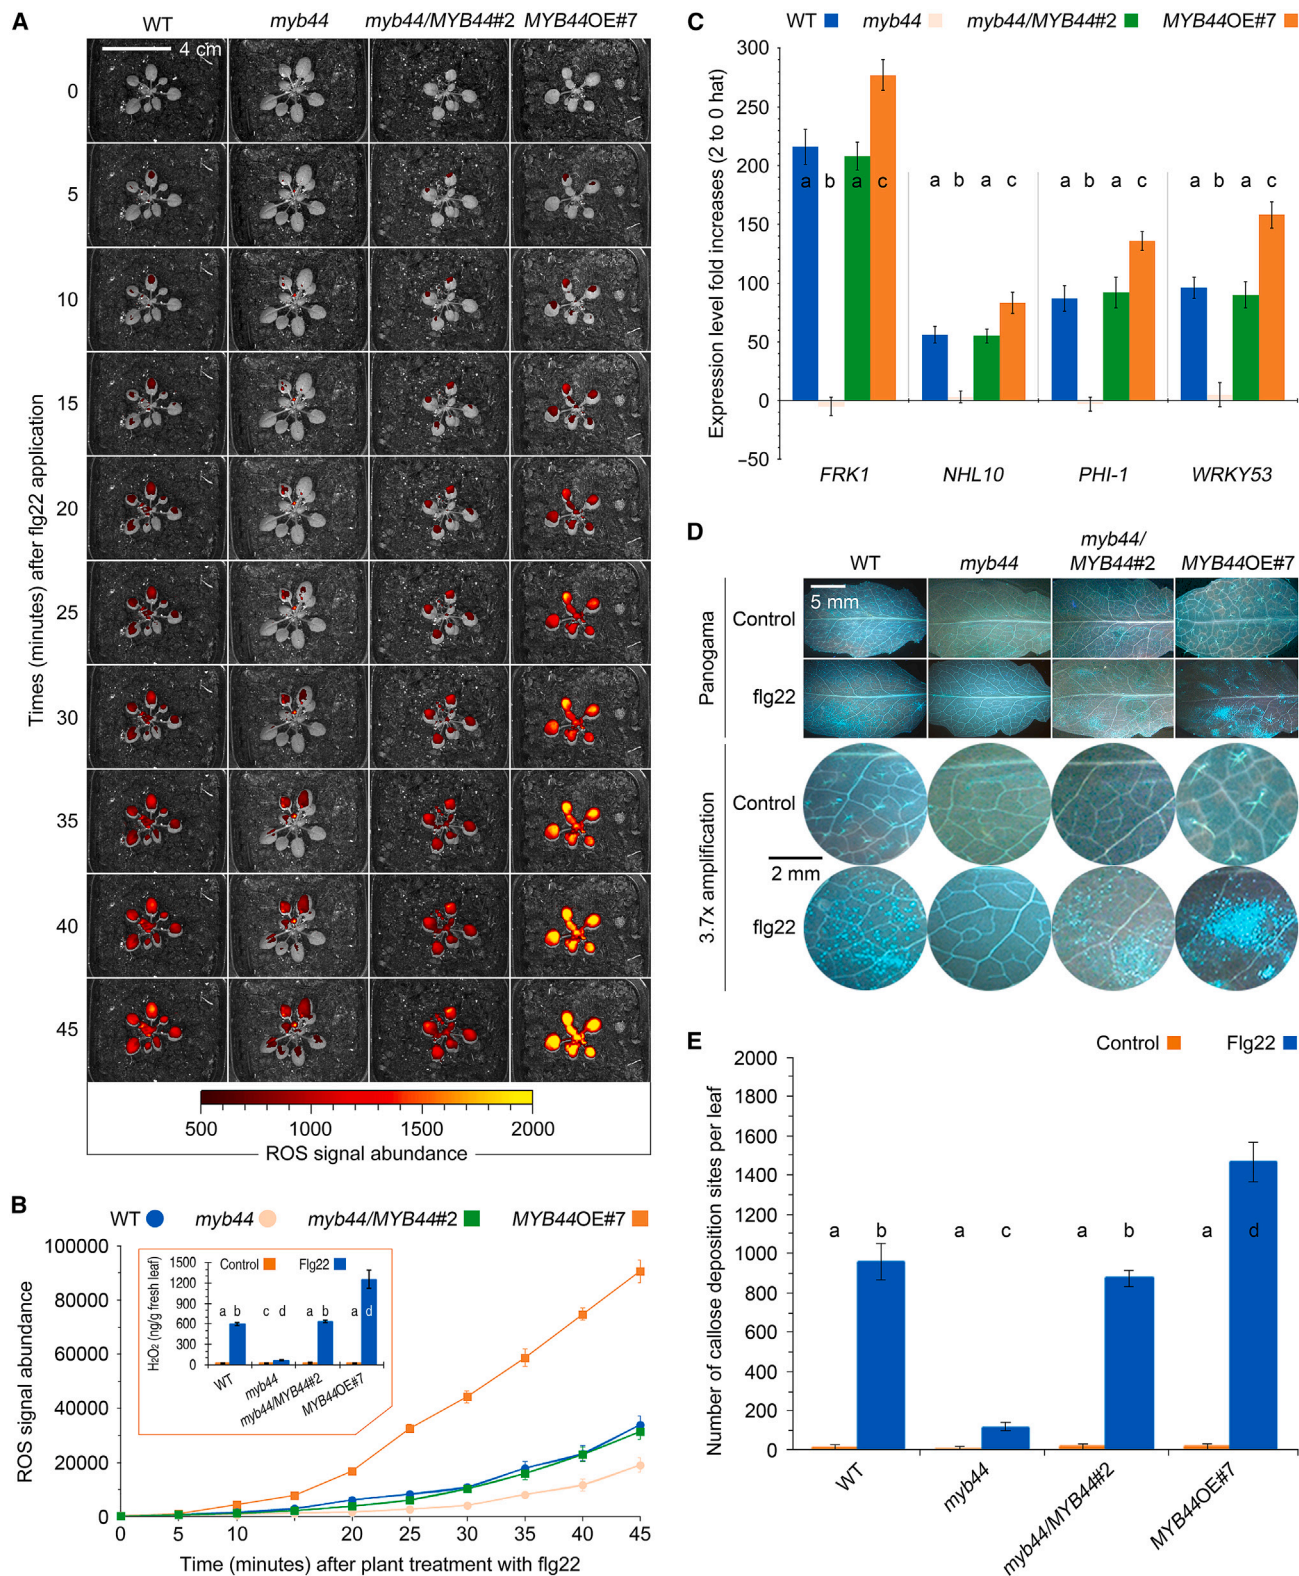 A
WT myb44 myb44/MYB44#2 MYB44OE#7
4 cm
Times (minutes) after flg22 application
0
5
10
15
20
25
30
35
40
45
500 1000 1500 2000
ROS signal abundance
B
WT myb44 myb44/MYB44#2 MYB44OE#7
ROS signal abundance
100000
80000
60000
40000
20000
0
0 5 10 15 20 25 30 35 40 45
Time (minutes) after plant treatment with flg22
Control Flg22
H2O2 (ng/g fresh leaf)
1500
1200
900
600
300
0
a b c d a b a d
WT myb44 myb44/MYB44#2 MYB44OE#7
C
WT myb44 myb44/MYB44#2 MYB44OE#7
Expression level fold increases (2 to 0 hat)
300
250
200
150
100
50
0
−50
a b a c a b a c a b a c a b a c
FRK1 NHL10 PHI-1 WRKY53
D
WT myb44 myb44/
MYB44#2 MYB44OE#7
Panogama
Control
5 mm
flg22
3.7x amplification
Control
2 mm
flg22
E
Control Flg22
Number of callose deposition sites per leaf
2000
1800
1600
1400
1200
1000
800
600
400
200
0
a b a c a b a d
WT myb44 myb44/MYB44#2 MYB44OE#7